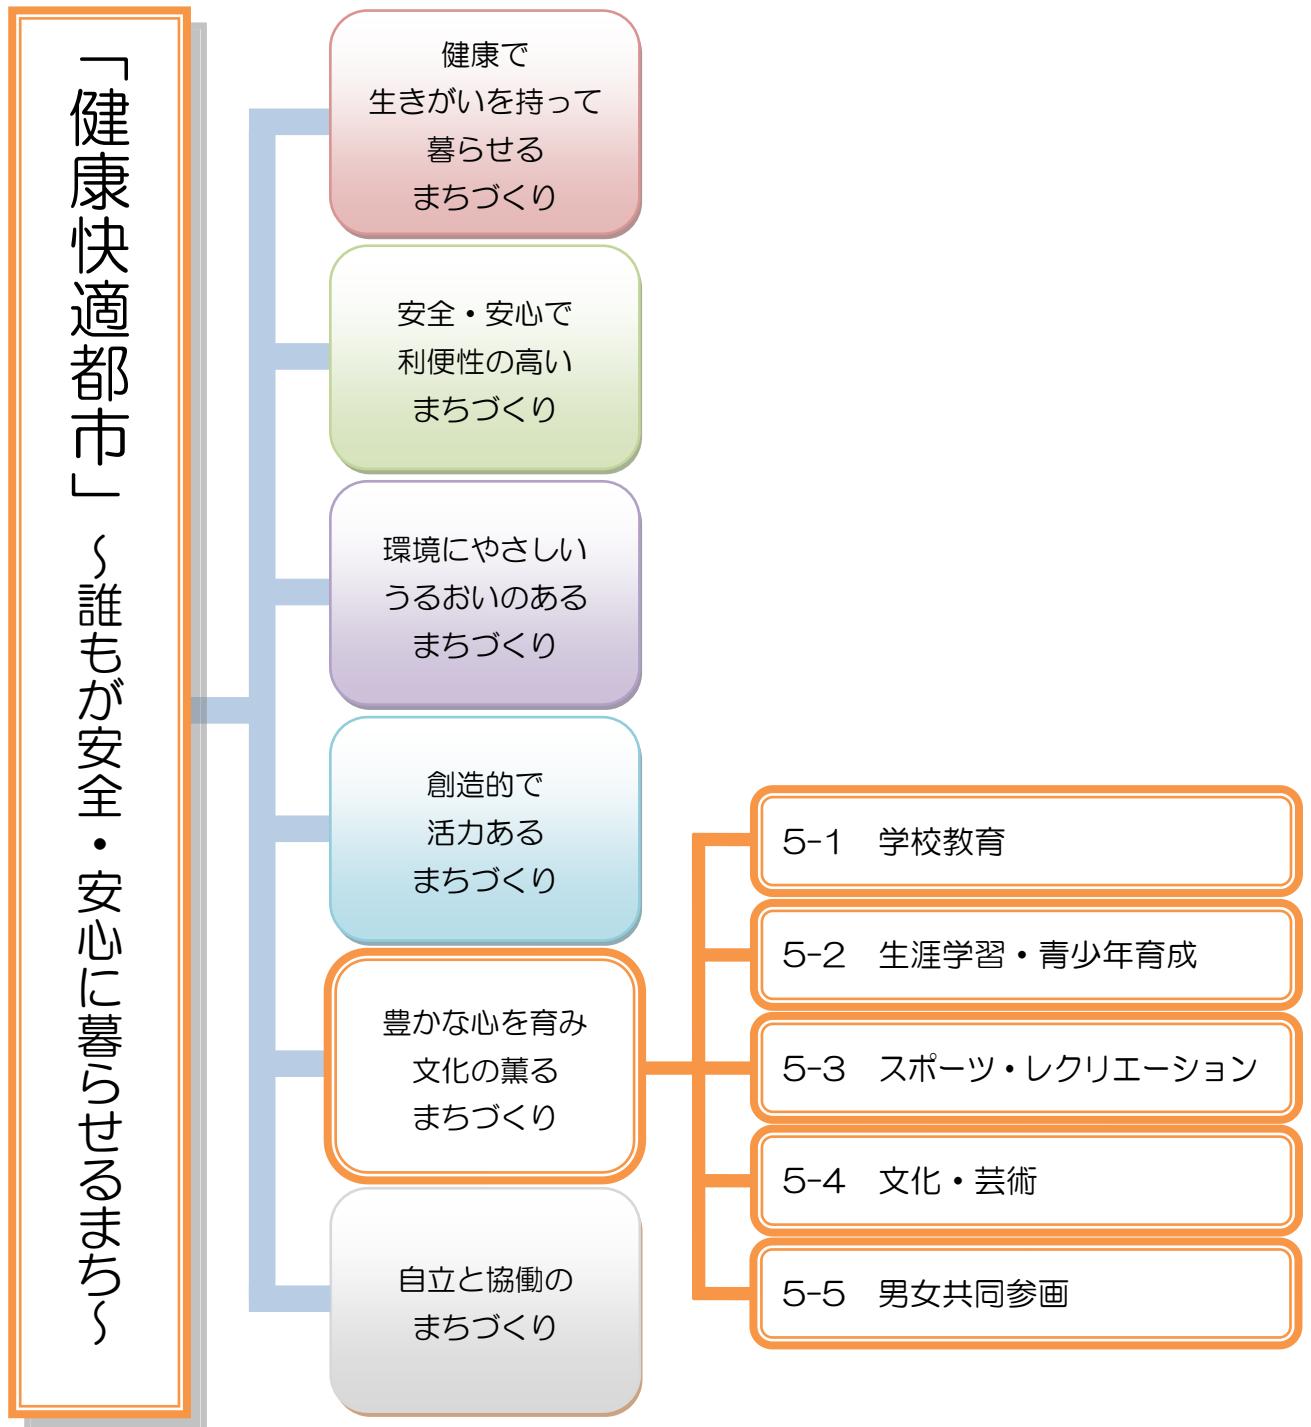 「健康快適都市」～誰もが安全・安心に暮らせるまち～
健康で
生きがいを持って
暮らせる
まちづくり
安全・安心で
利便性の高い
まちづくり
環境にやさしい
うるおいのある
まちづくり
創造的で
活力ある
まちづくり
豊かな心を育み
文化の薫る
まちづくり
5-1　学校教育
5-2　生涯学習・青少年育成
5-3　スポーツ・レクリエーション
5-4　文化・芸術
5-5　男女共同参画
自立と協働の
まちづくり